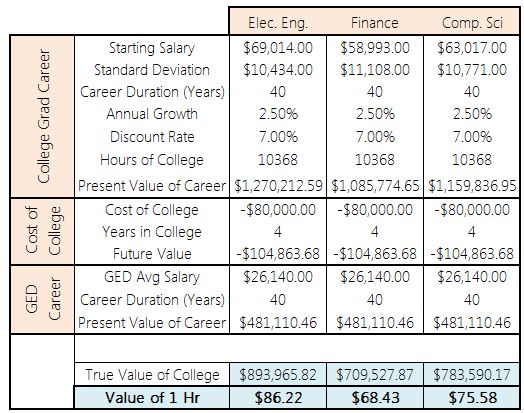 Elec. Eng. Finance Comp. Sci
College Grad Career
Starting Salary $69,014.00 $58,993.00 $63,017.00
Standard Deviation $10,434.00 $11,108.00 $10,771.00
Career Duration (Years) 40 40 40
Annual Growth 2.50% 2.50% 2.50%
Discount Rate 7.00% 7.00% 7.00%
Hours of College 10368 10368 10368
Present Value of Career $1,270,212.59 $1,085,774.65 $1,159,836.95
Cost of College
Cost of College -$80,000.00 -$80,000.00 -$80,000.00
Years in College 4 4 4
Future Value -$104,863.68 -$104,863.68 -$104,863.68
GED Career
GED Avg Salary $26,140.00 $26,140.00 $26,140.00
Career Duration (Years) 40 40 40
Present Value of Career $481,110.46 $481,110.46 $481,110.46
True Value of College $893,965.82 $709,527.87 $783,590.17
Value of 1 Hr $86.22 $68.43 $75.58